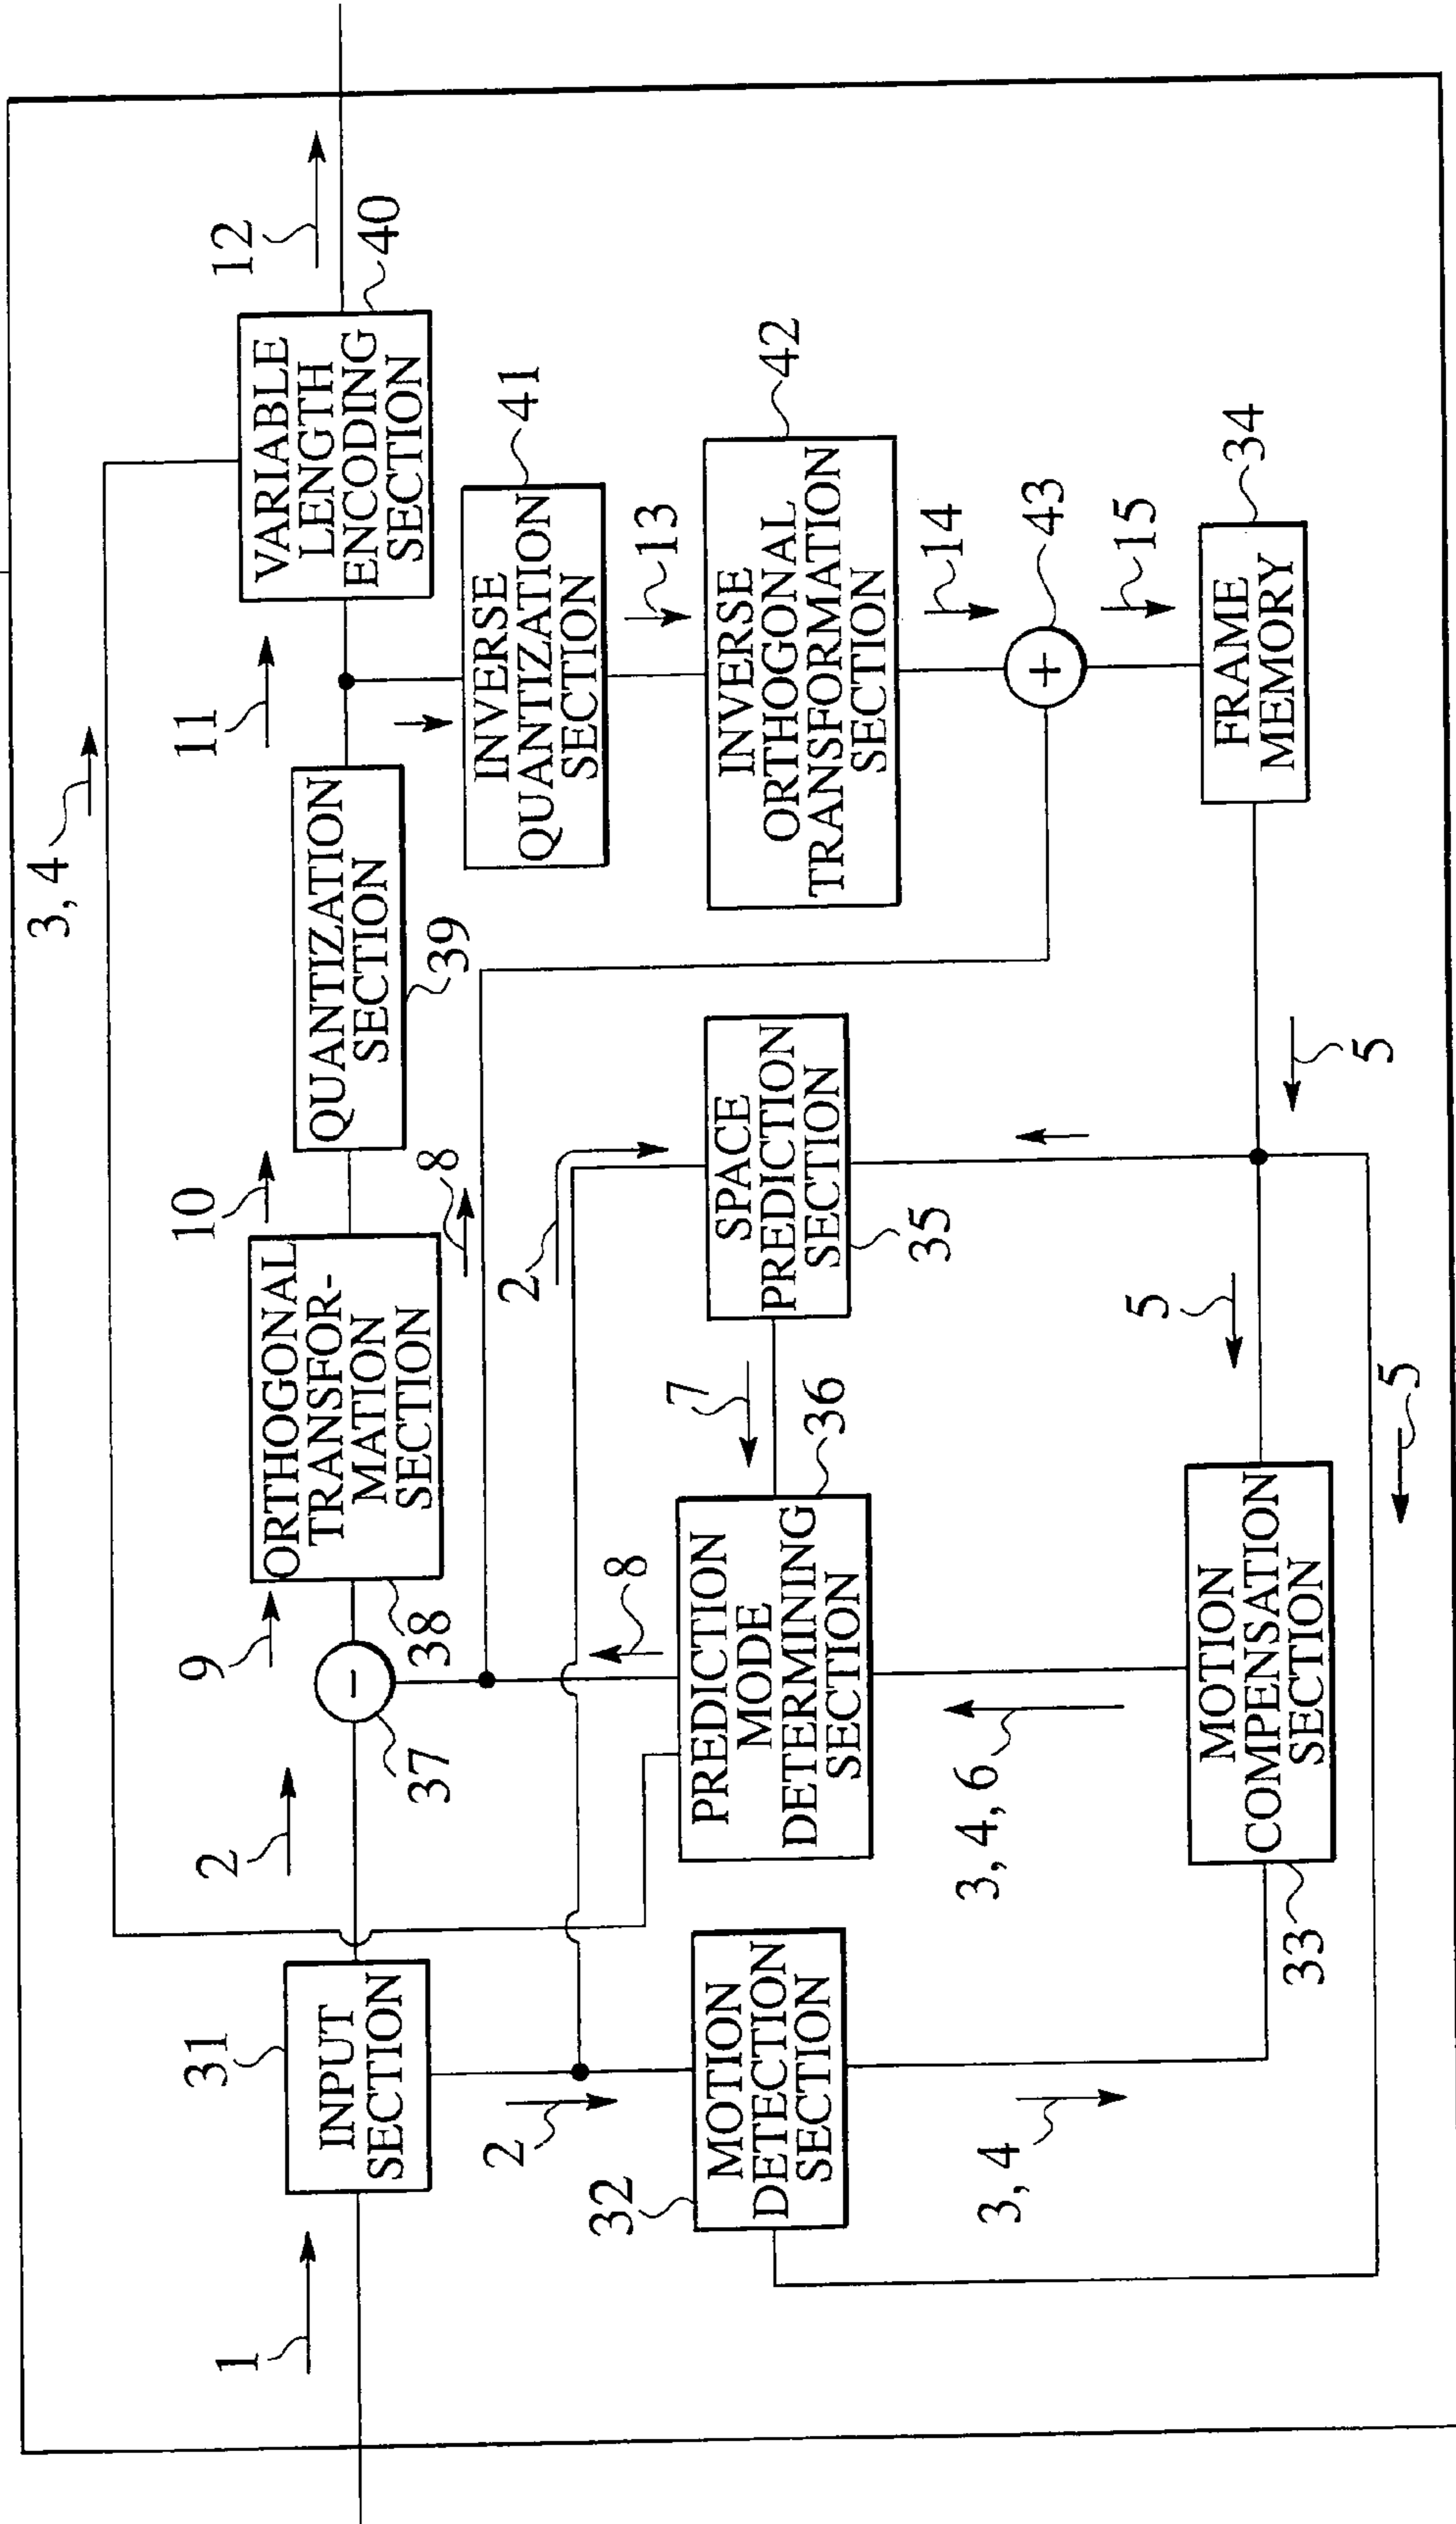 3, 4
1
31
INPUT
SECTION
2
9
37
38
ORTHOGONAL
TRANSFOR-
MATION
SECTION
10
QUANTIZATION
SECTION
39
11
VARIABLE
LENGTH
ENCODING
SECTION
12
40
8
2
2
32
MOTION
DETECTION
SECTION
8
PREDICTION
MODE
DETERMINING
SECTION
36
7
SPACE
PREDICTION
SECTION
35
INVERSE
QUANTIZATION
SECTION
41
13
INVERSE
ORTHOGONAL
TRANSFORMATION
SECTION
42
14
+
43
15
3, 4
3, 4, 6
33
MOTION
COMPENSATION
SECTION
5
5
5
FRAME
MEMORY
34